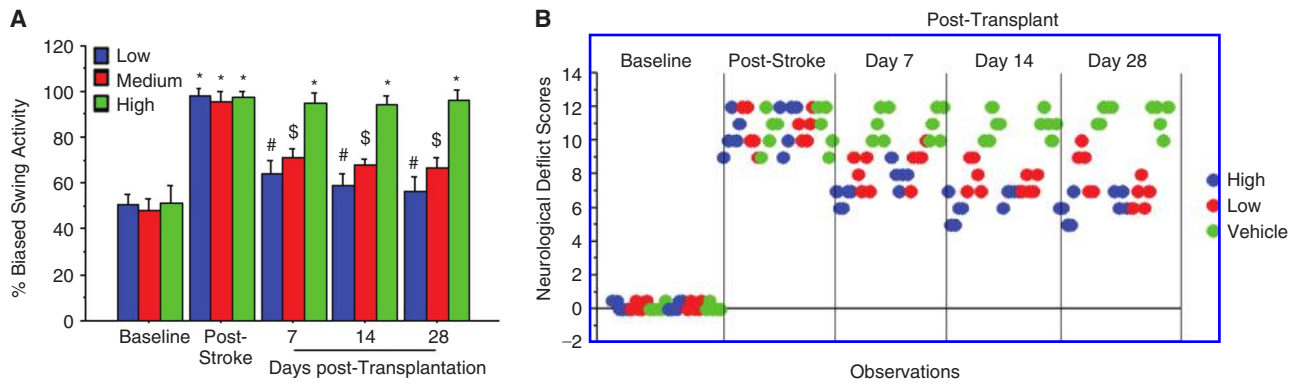 A
% Biased Swing Activity
120
100
80
60
40
20
0
Low
Medium
High
* * *
# $ *
# $ *
# $ *
Baseline
Post-
Stroke
7
14
28
Days post-Transplantation
B
Post-Transplant
Baseline
Post-Stroke
Day 7
Day 14
Day 28
Neurological Deflict Scores
14
12
10
8
6
4
2
0
−2
High
Low
Vehicle
Observations